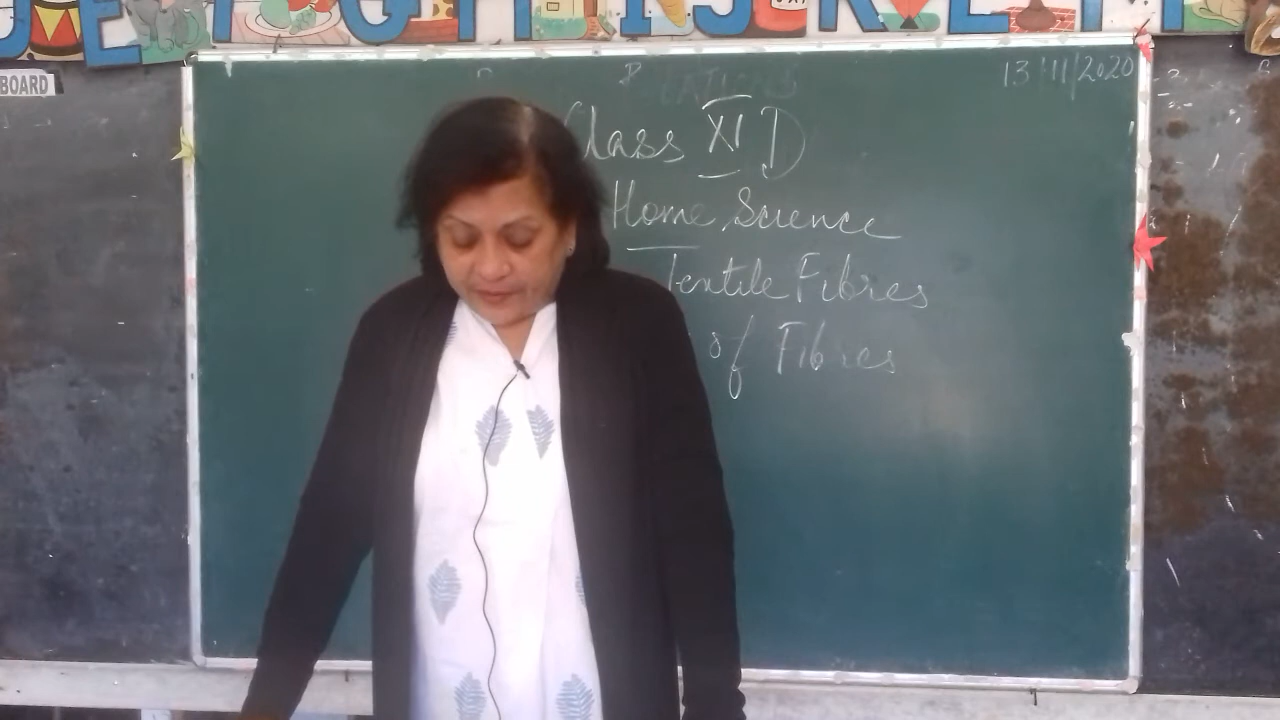 BOARD
13/11/2020
Class XI D
Home Science
Textile Fibres
of Fibres